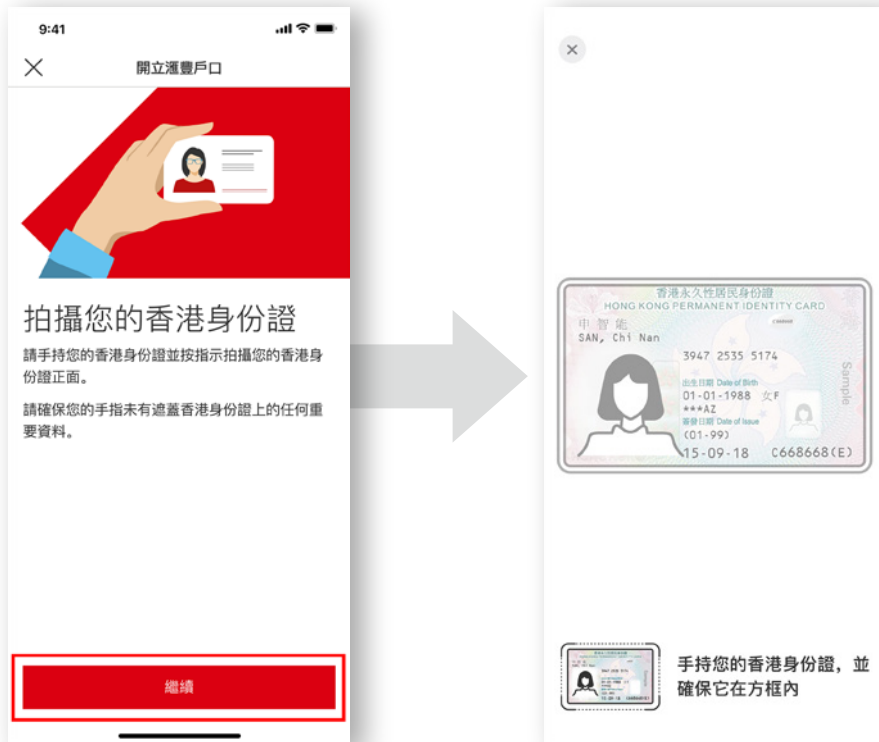 9:41
開立滙豐戶口
拍攝您的香港身份證
請手持您的香港身份證並按指示拍攝您的香港身
份證正面。
請確保您的手指未有遮蓋香港身份證上的任何重
要資料。
繼續
香港永久性居民身份證
HONG KONG PERMANENT IDENTITY CARD
申智能
SAN, Chi Nan
3947 2535 5174
出生日期 Date of Birth
01-01-1988 女F
***AZ
簽發日期 Date of Issue
(01-99)
15-09-18 C668668(E)
Sample
手持您的香港身份證，並
確保它在方框內